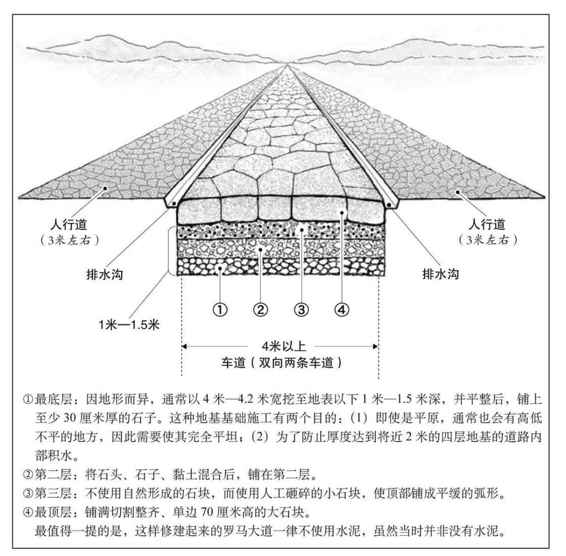 人行道
（3米左右）
人行道
（3米左右）
排水沟
排水沟
1米—1.5米
① ② ③ ④
4米以上
车道（双向两条车道）
①最底层：因地形而异，通常以 4 米—4.2 米宽挖至地表以下 1 米—1.5 米深，并平整后，铺上
至少 30 厘米厚的石子。这种地基基础施工有两个目的：（1）即使是平原，通常也会有高低
不平的地方，因此需要使其完全平坦；（2）为了防止厚度达到将近 2 米的四层地基的道路内
部积水。
②第二层：将石头、石子、黏土混合后，铺在第二层。
③第三层：不使用自然形成的石块，而使用人工砸碎的小石块，使顶部铺成平缓的弧形。
④最顶层：铺满切割整齐、单边 70 厘米高的大石块。
最值得一提的是，这样修建起来的罗马大道一律不使用水泥，虽然当时并非没有水泥。